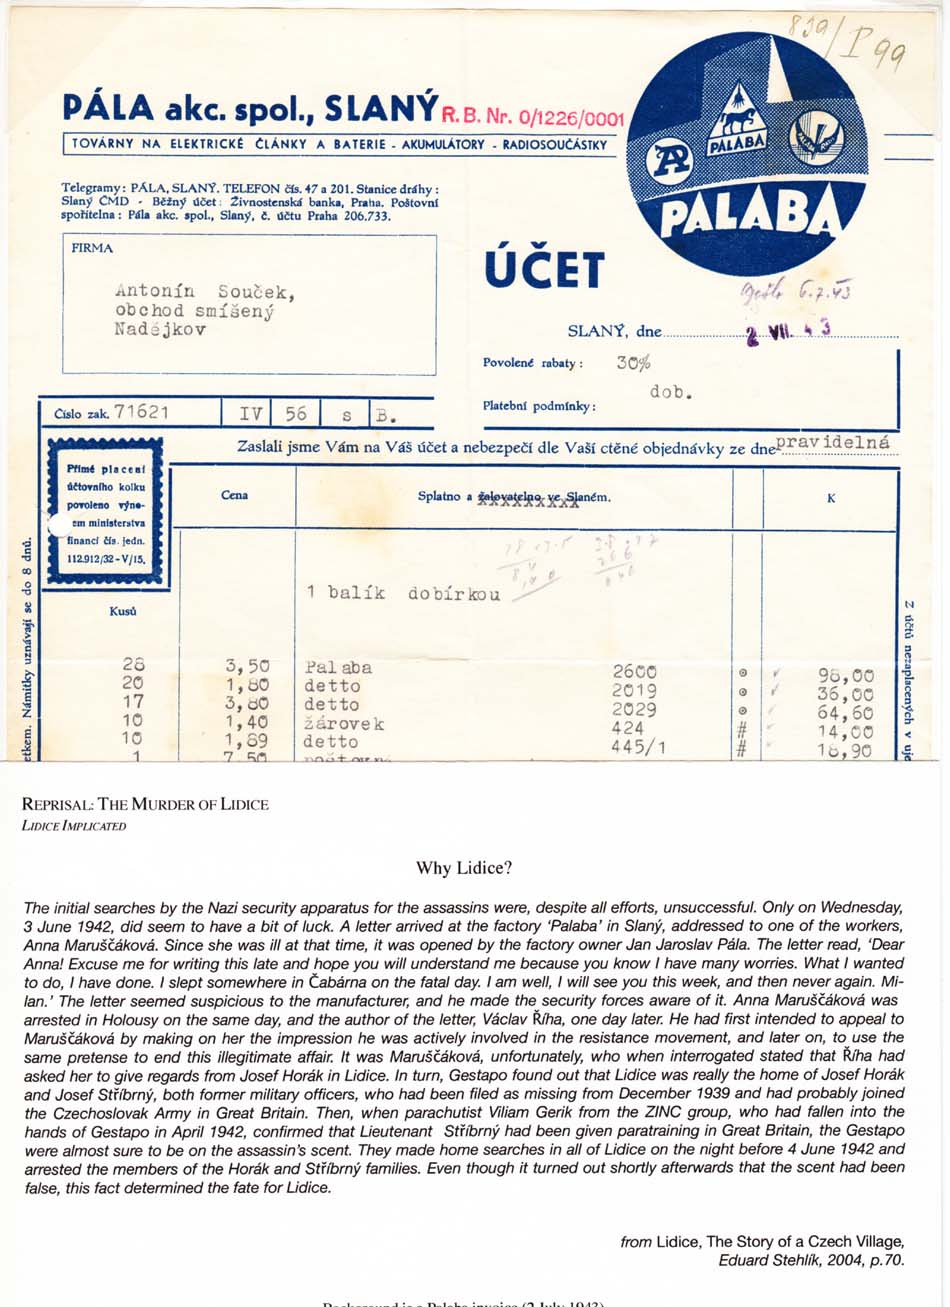 839/I 99
PÁLA akc. spol., SLANÝ R. B. Nr. 0/1226/0001
TOVÁRNY NA ELEKTRICKÉ ČLÁNKY A BATERIE - AKUMULÁTORY - RADIOSOUČÁSTKY
PALABA
PALABA
Telegramy: PÁLA, SLANÝ. TELEFON čís. 47 a 201. Stanice dráhy:
Slaný ČMD - Běžný účet: Živnostenská banka, Praha. Poštovní
spořitelna: Pála akc. spol., Slaný, č. účtu Praha 206.733.
FIRMA
Antonín Souček,
obchod smíšený
Nadějkov
ÚČET
6.7.43
SLANÝ, dne 2 VII. 43
Povolené rabaty: 30%
dob.
Platební podmínky:
Číslo zak. 71621 IV 56 s B.
Zaslali jsme Vám na Váš účet a nebezpečí dle Vaší ctěné objednávky ze dne pravidelná
Přímé placení
účtovního kolku
povoleno výno-
em ministerstva
financí čís. jedn.
112.912/32-V/15.
Cena
Splatno a žalovatelno ve Slaném.
K
1 balík dobírkou
Kusů
28 3,50 Palaba 2600 98,00
20 1,80 detto 2019 36,00
17 3,80 detto 2029 64,60
10 1,40 žárovek 424 # 14,00
10 1,89 detto 445/1 # 18,90
1 7,50
etkem. Námitky uznávají se do 8 dnů.
Z účtů nezaplacených v uje
REPRISAL: THE MURDER OF LIDICE
LIDICE IMPLICATED
Why Lidice?
The initial searches by the Nazi security apparatus for the assassins were, despite all efforts, unsuccessful. Only on Wednesday,
3 June 1942, did seem to have a bit of luck. A letter arrived at the factory ‘Palaba’ in Slaný, addressed to one of the workers,
Anna Maruščáková. Since she was ill at that time, it was opened by the factory owner Jan Jaroslav Pála. The letter read, ‘Dear
Anna! Excuse me for writing this late and hope you will understand me because you know I have many worries. What I wanted
to do, I have done. I slept somewhere in Čabárna on the fatal day. I am well, I will see you this week, and then never again. Mi-
lan.’ The letter seemed suspicious to the manufacturer, and he made the security forces aware of it. Anna Maruščáková was
arrested in Holousy on the same day, and the author of the letter, Václav Říha, one day later. He had first intended to appeal to
Maruščáková by making on her the impression he was actively involved in the resistance movement, and later on, to use the
same pretense to end this illegitimate affair. It was Maruščáková, unfortunately, who when interrogated stated that Říha had
asked her to give regards from Josef Horák in Lidice. In turn, Gestapo found out that Lidice was really the home of Josef Horák
and Josef Stříbrný, both former military officers, who had been filed as missing from December 1939 and had probably joined
the Czechoslovak Army in Great Britain. Then, when parachutist Viliam Gerik from the ZINC group, who had fallen into the
hands of Gestapo in April 1942, confirmed that Lieutenant Stříbrný had been given paratraining in Great Britain, the Gestapo
were almost sure to be on the assassin’s scent. They made home searches in all of Lidice on the night before 4 June 1942 and
arrested the members of the Horák and Stříbrný families. Even though it turned out shortly afterwards that the scent had been
false, this fact determined the fate for Lidice.
from Lidice, The Story of a Czech Village,
Eduard Stehlík, 2004, p.70.
Background is a Palaba invoice (2 July 1943)